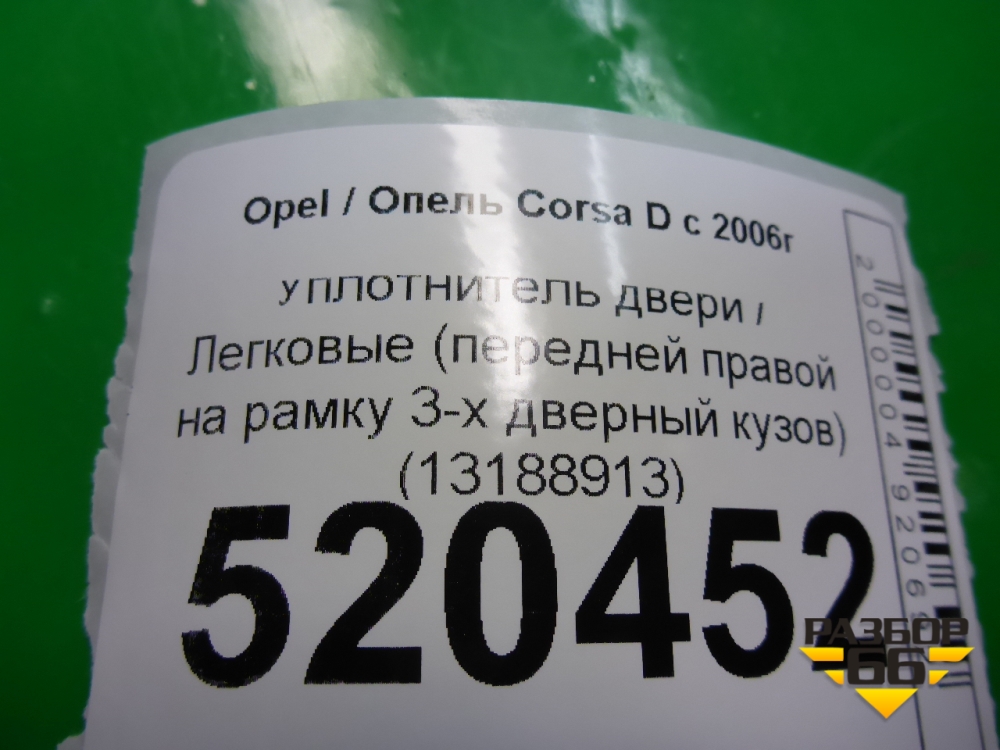 Opel / Опель Corsa D с 2006г
уплотнитель двери /
Легковые (передней правой
на рамку 3-х дверный кузов)
(13188913)
520452
РАЗБОР
66